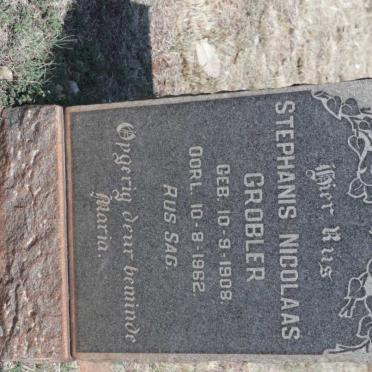 Hier Rus
STEPHANIS NICOLAAS
GROBLER
GEB. 10-9-1908.
OORL. 10-8-1962.
RUS SAG.
Opgerig deur beminde
Maria.